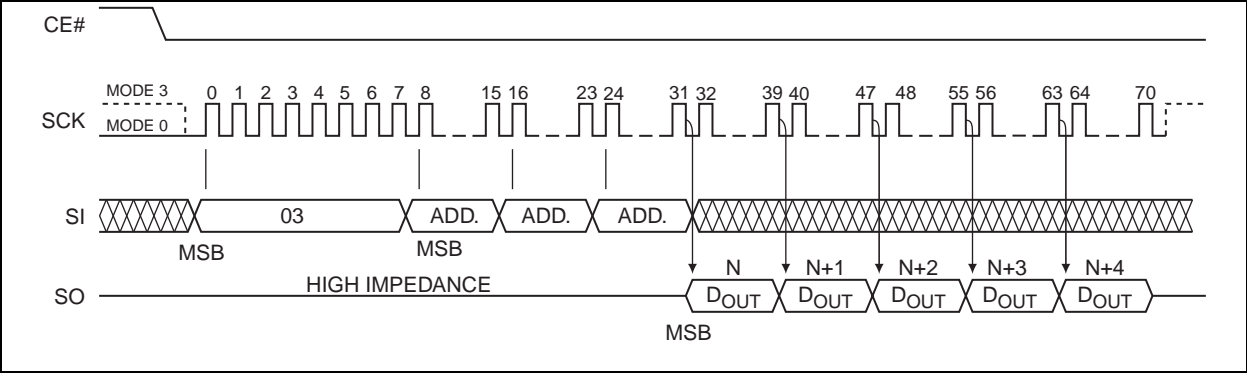 CE#
MODE 3
0 1 2 3 4 5 6 7 8 15 16 23 24 31 32 39 40 47 48 55 56 63 64 70
SCK
MODE 0
SI
03 ADD. ADD. ADD.
MSB MSB
N N+1 N+2 N+3 N+4
HIGH IMPEDANCE
SO
DOUT DOUT DOUT DOUT DOUT
MSB